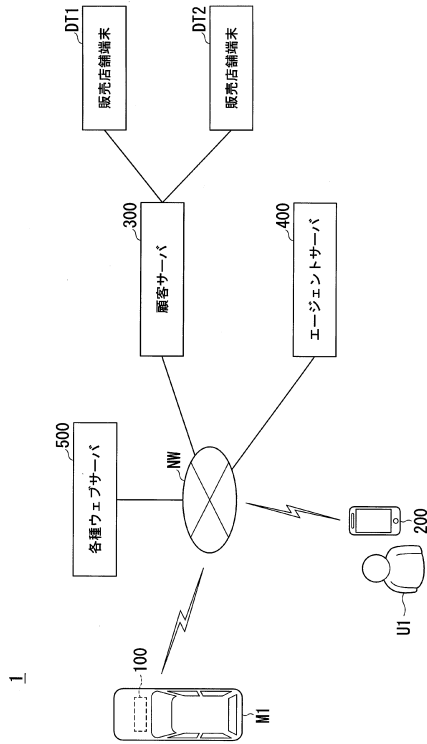 1
100
M1
500
各種ウェブサーバ
NW
200
U1
300
顧客サーバ
400
エージェントサーバ
DT1
販売店舗端末
DT2
販売店舗端末